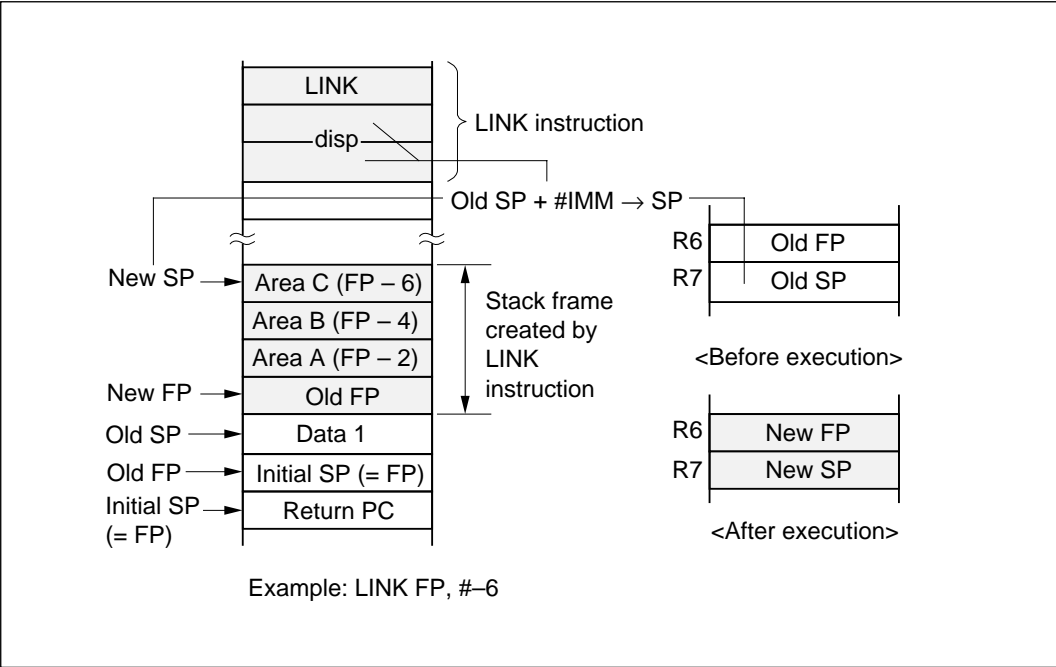 LINK
disp
LINK instruction
Old SP + #IMM → SP
R6 Old FP
R7 Old SP
<Before execution>
New SP
Area C (FP – 6)
Area B (FP – 4)
Area A (FP – 2)
Stack frame
created by
LINK
instruction
New FP
Old FP
Old SP
Data 1
Old FP
Initial SP (= FP)
Initial SP
(= FP)
Return PC
R6 New FP
R7 New SP
<After execution>
Example: LINK FP, #–6